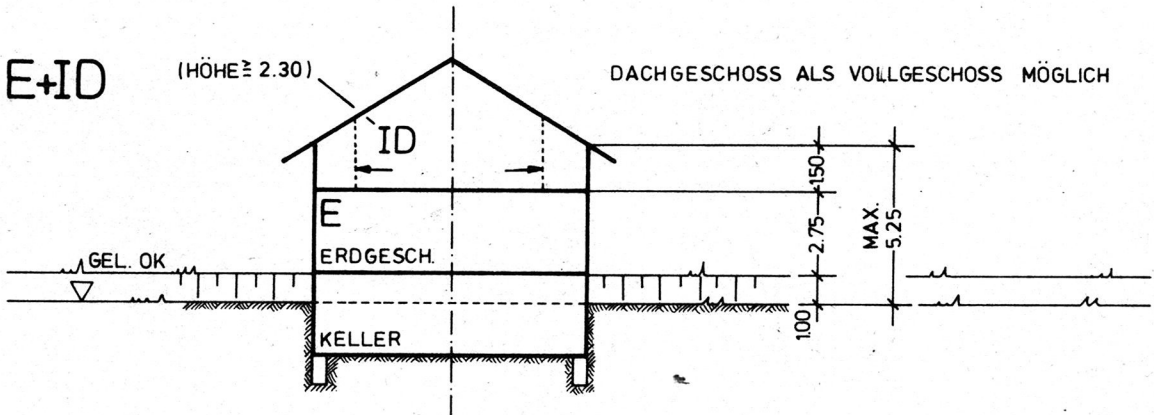 E+ID
(HÖHE ≧ 2.30)
DACHGESCHOSS ALS VOLLGESCHOSS MÖGLICH
ID
150
E
2.75
MAX.
5.25
ERDGESCH.
GEL. OK
1.00
KELLER